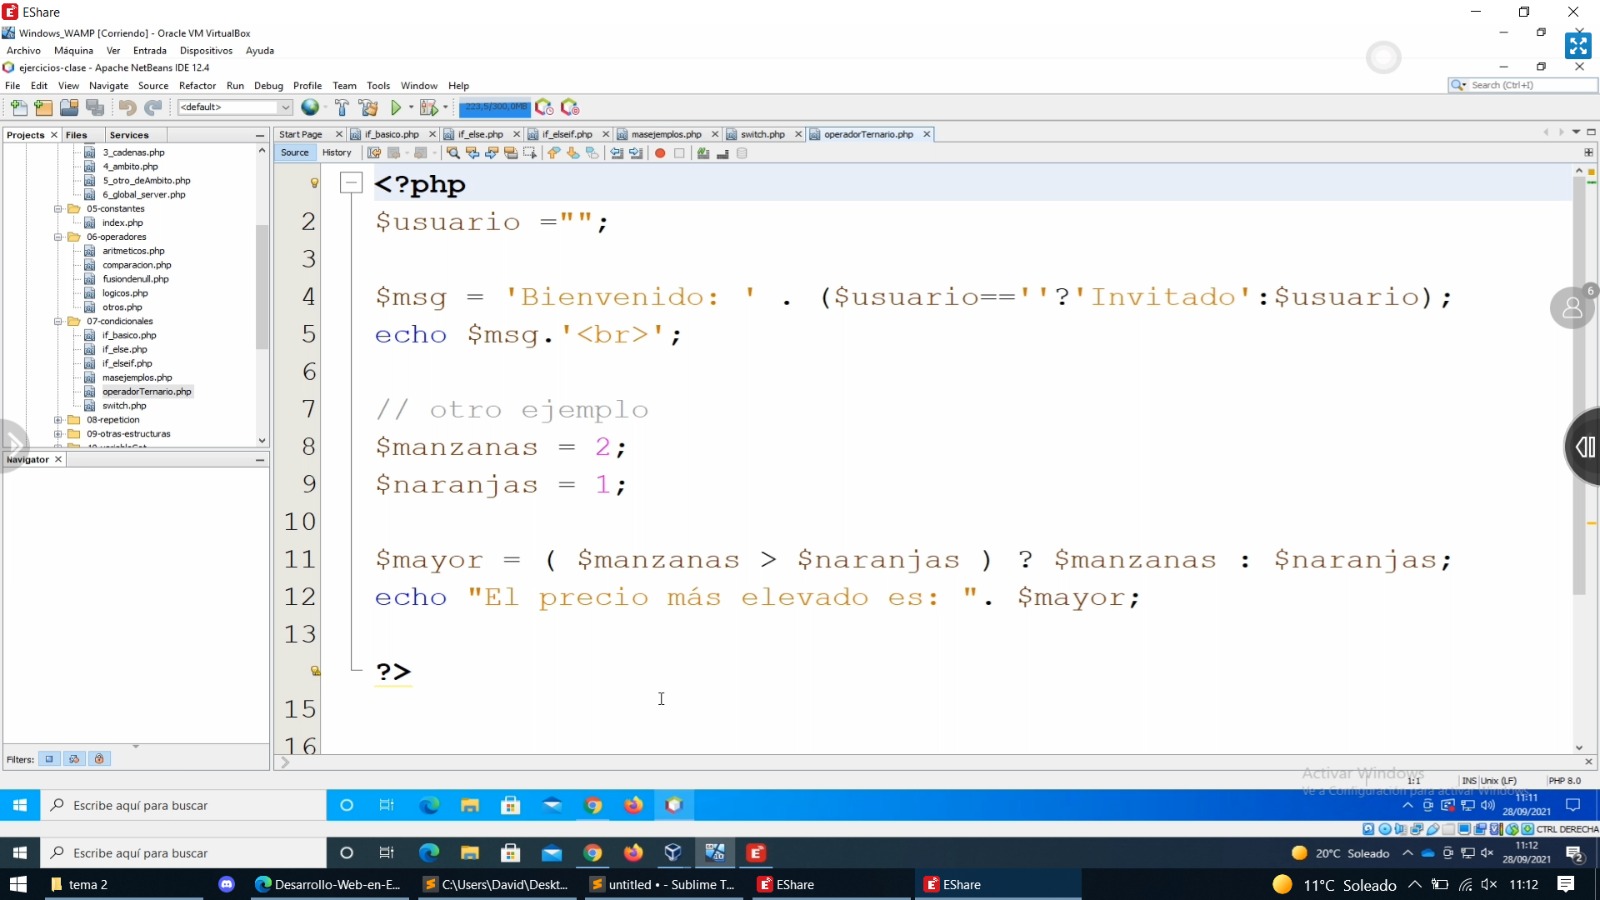 EShare
Windows_WAMP [Corriendo] - Oracle VM VirtualBox
Archivo Máquina Ver Entrada Dispositivos Ayuda
ejercicios-clase - Apache NetBeans IDE 12.4
File Edit View Navigate Source Refactor Run Debug Profile Team Tools Window Help
Search (Ctrl+I)
<default>
223,5/300,0MB
Projects Files Services
Start Page if_basico.php if_else.php if_elseif.php masejemplos.php switch.php operadorTernario.php
Source History
3_cadenas.php
4_ambito.php
5_otro_deAmbito.php
6_global_server.php
05-constantes
index.php
06-operadores
aritmeticos.php
comparacion.php
fusiondenull.php
logicos.php
otros.php
07-condicionales
if_basico.php
if_else.php
if_elseif.php
masejemplos.php
operadorTernario.php
switch.php
08-repeticion
09-otras-estructuras
Navigator
Filters:
<?php
2 $usuario ="";
3
4 $msg = 'Bienvenido: ' . ($usuario==''?'Invitado':$usuario);
5 echo $msg.'<br>';
6
7 // otro ejemplo
8 $manzanas = 2;
9 $naranjas = 1;
10
11 $mayor = ( $manzanas > $naranjas ) ? $manzanas : $naranjas;
12 echo "El precio más elevado es: ". $mayor;
13
?>
15
16
6
Activar Windows
Ve a Configuración para activar Windows.
1:1 INS Unix (LF) PHP 8.0
Escribe aquí para buscar
11:11
28/09/2021
CTRL DERECHA
Escribe aquí para buscar
20°C Soleado
11:12
28/09/2021
2
tema 2
Desarrollo-Web-en-E...
C:\Users\David\Deskt...
untitled • - Sublime T...
EShare
EShare
11°C Soleado
11:12